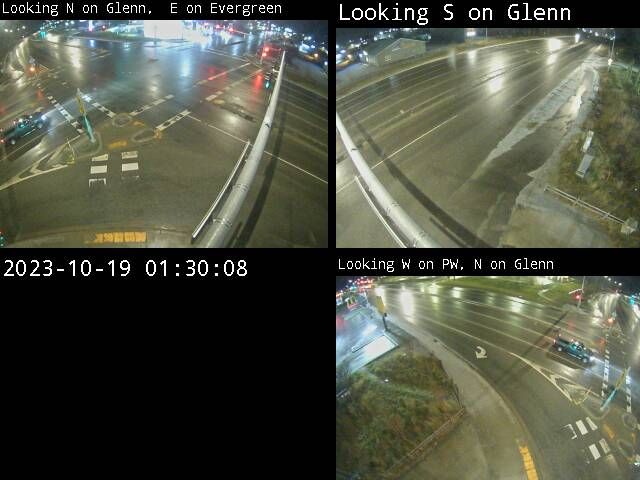 Looking N on Glenn,  E on Evergreen
Looking S on Glenn
2023-10-19 01:30:08
Looking W on PW, N on Glenn